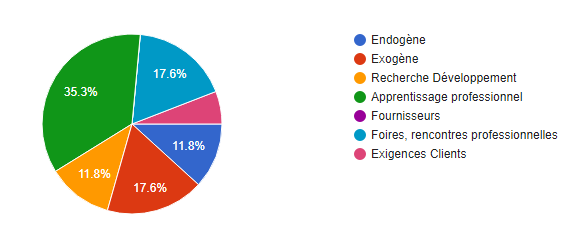 17.6%
35.3%
11.8%
11.8%
17.6%
Endogène
Exogène
Recherche Développement
Apprentissage professionnel
Fournisseurs
Foires, rencontres professionnelles
Exigences Clients